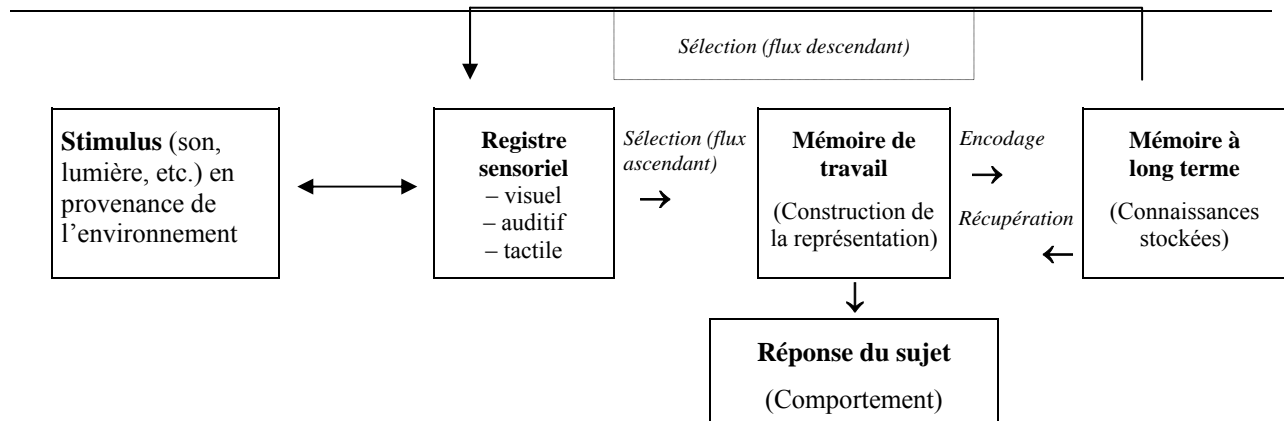 Sélection (flux descendant)
Stimulus (son,
lumière, etc.) en
provenance de
l’environnement
Registre
sensoriel
– visuel
– auditif
– tactile
Sélection (flux
ascendant)
Mémoire de
travail
(Construction de
la représentation)
Encodage
Récupération
Mémoire à
long terme
(Connaissances
stockées)
Réponse du sujet
(Comportement)